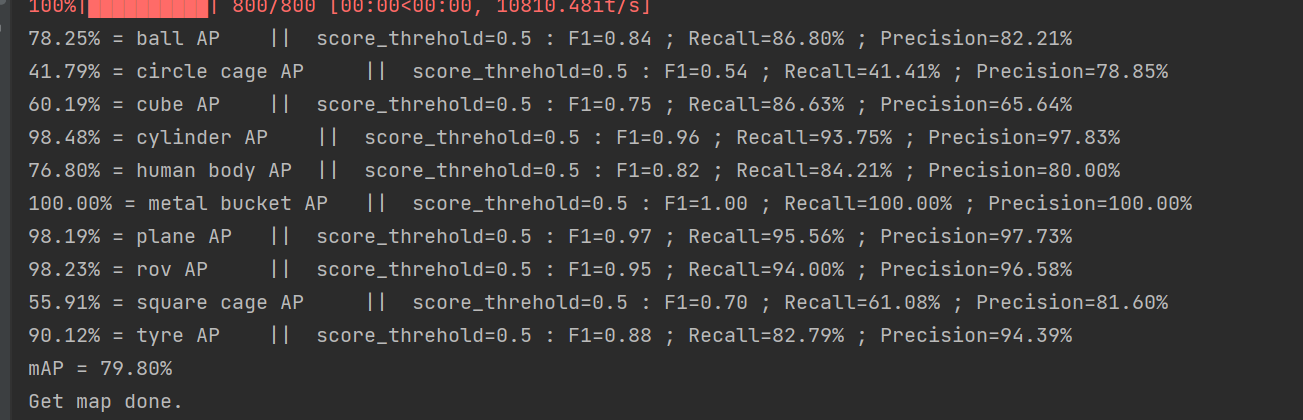 100%|██████████| 800/800 [00:00<00:00, 10810.48it/s]
78.25% = ball AP    ||  score_threhold=0.5 : F1=0.84 ; Recall=86.80% ; Precision=82.21%
41.79% = circle cage AP     ||  score_threhold=0.5 : F1=0.54 ; Recall=41.41% ; Precision=78.85%
60.19% = cube AP    ||  score_threhold=0.5 : F1=0.75 ; Recall=86.63% ; Precision=65.64%
98.48% = cylinder AP    ||  score_threhold=0.5 : F1=0.96 ; Recall=93.75% ; Precision=97.83%
76.80% = human body AP  ||  score_threhold=0.5 : F1=0.82 ; Recall=84.21% ; Precision=80.00%
100.00% = metal bucket AP   ||  score_threhold=0.5 : F1=1.00 ; Recall=100.00% ; Precision=100.00%
98.19% = plane AP   ||  score_threhold=0.5 : F1=0.97 ; Recall=95.56% ; Precision=97.73%
98.23% = rov AP     ||  score_threhold=0.5 : F1=0.95 ; Recall=94.00% ; Precision=96.58%
55.91% = square cage AP     ||  score_threhold=0.5 : F1=0.70 ; Recall=61.08% ; Precision=81.60%
90.12% = tyre AP    ||  score_threhold=0.5 : F1=0.88 ; Recall=82.79% ; Precision=94.39%
mAP = 79.80%
Get map done.